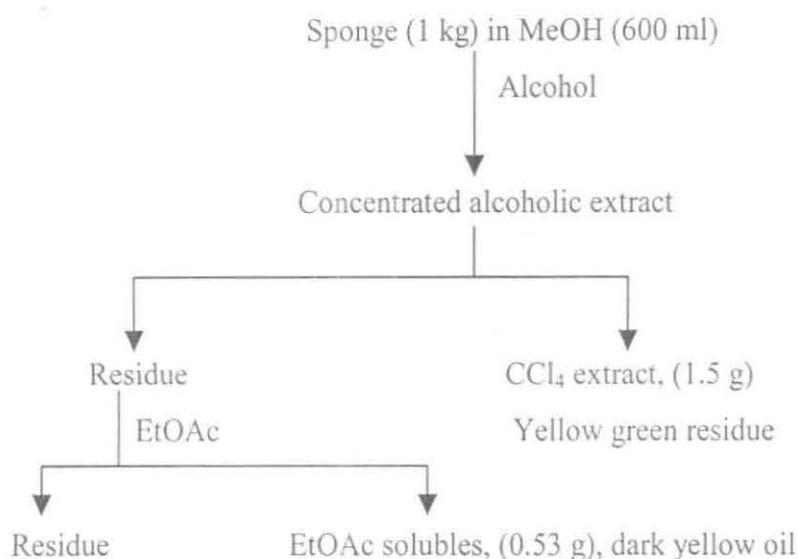 Sponge (1 kg) in MeOH (600 ml)
Alcohol
Concentrated alcoholic extract
Residue
CCl₄ extract, (1.5 g)
EtOAc
Yellow green residue
Residue
EtOAc solubles, (0.53 g), dark yellow oil